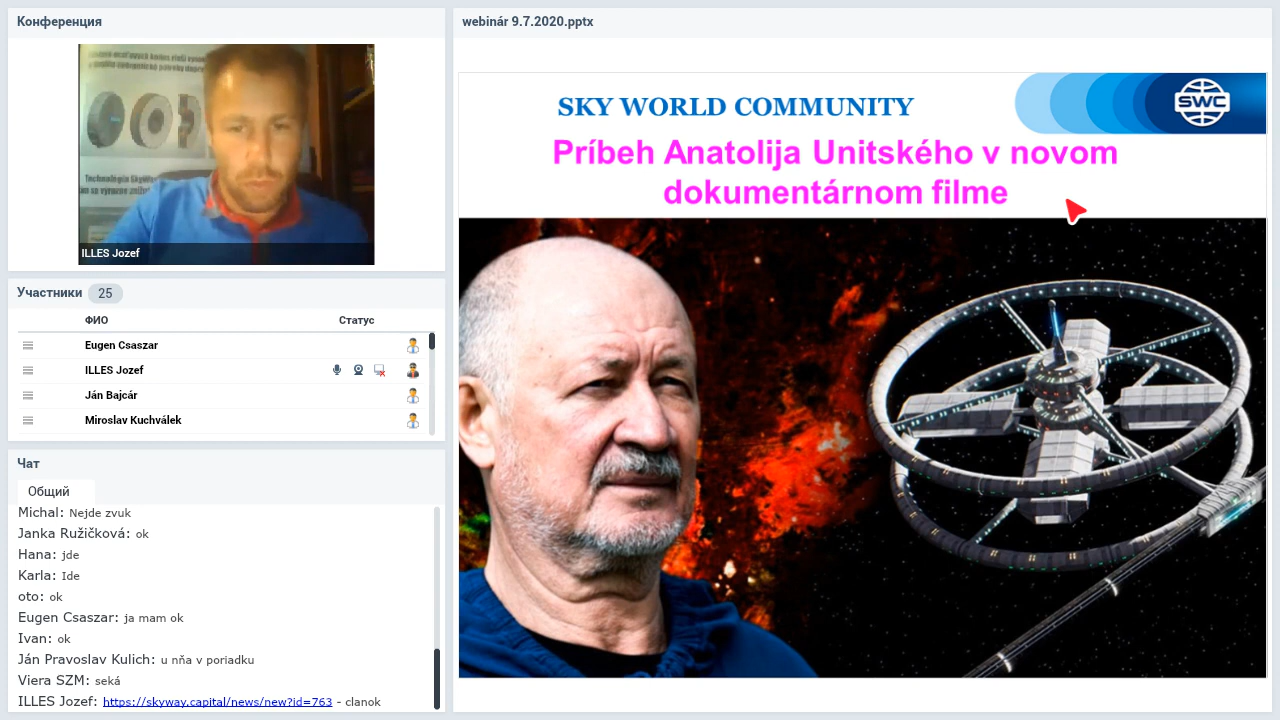 Конференция
ILLES Jozef
Участники 25
ФИО Статус
Eugen Csaszar
ILLES Jozef
Ján Bajcár
Miroslav Kuchválek
Чат
Общий
Michal: Nejde zvuk
Janka Ružičková: ok
Hana: jde
Karla: Ide
oto: ok
Eugen Csaszar: ja mam ok
Ivan: ok
Ján Pravoslav Kulich: u nňa v poriadku
Viera SZM: seká
ILLES Jozef: https://skyway.capital/news/new?id=763 - clanok
webinár 9.7.2020.pptx
SKY WORLD COMMUNITY
SWC
Príbeh Anatolija Unitského v novom
dokumentárnom filme